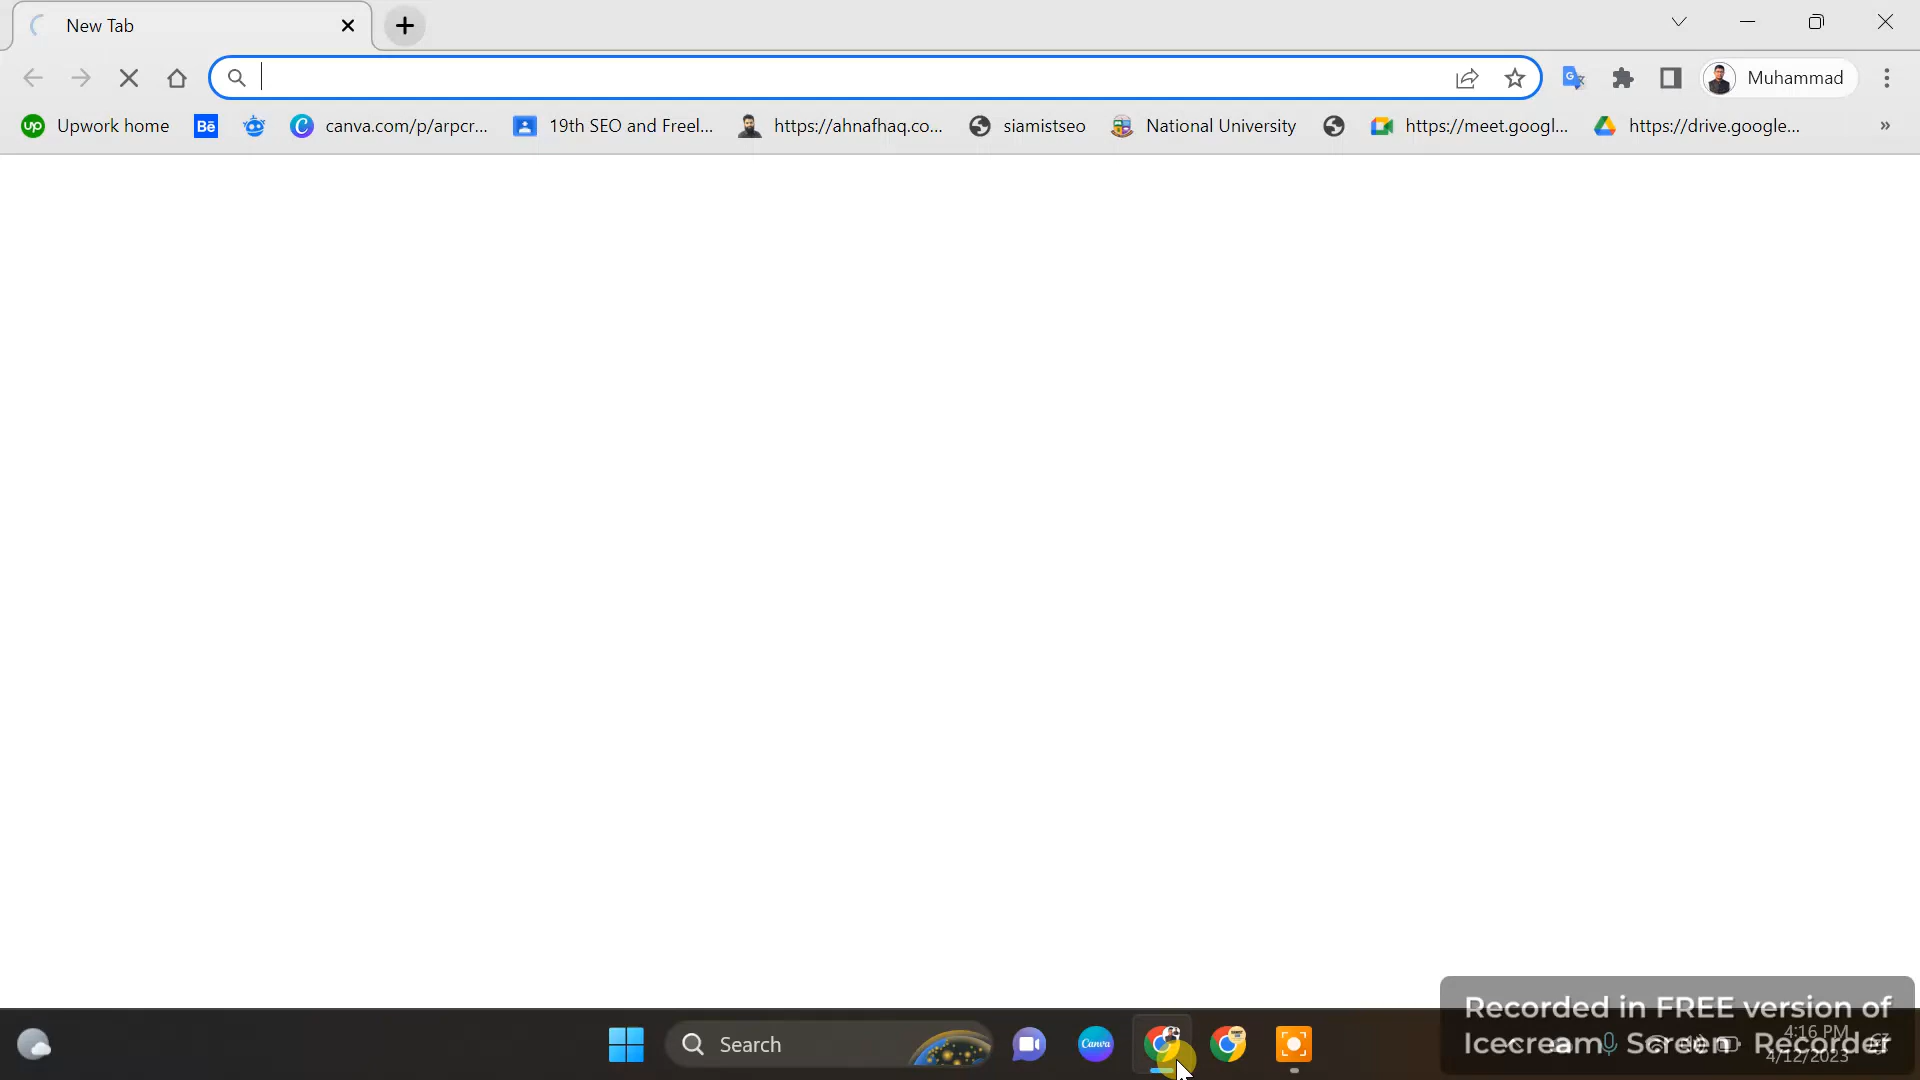 New Tab
Muhammad
Upwork home
Bē
canva.com/p/arpcr...
19th SEO and Freel...
https://ahnafhaq.co...
siamistseo
National University
https://meet.googl...
https://drive.google...
»
Search
Canva
Recorded in FREE version of
Icecream Screen Recorder
4:16 PM
4/12/2023